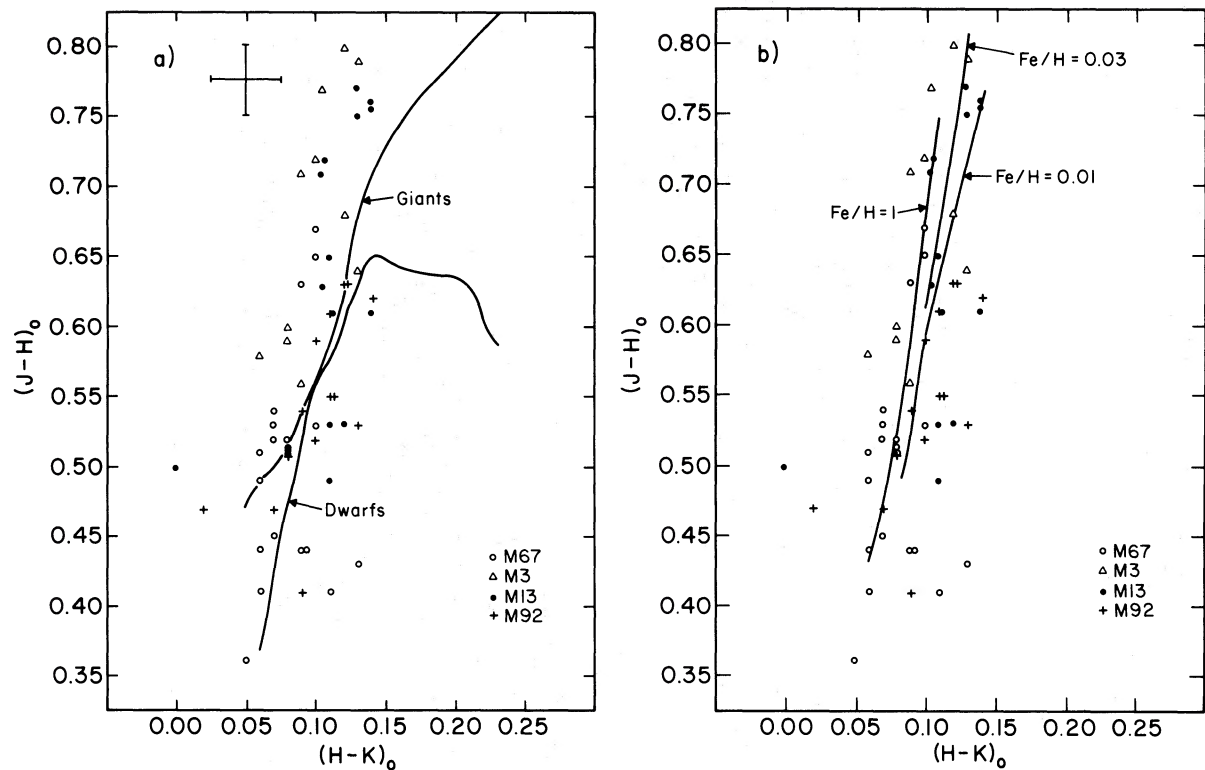 a)
0.80
0.75
0.70
0.65
0.60
0.55
0.50
0.45
0.40
0.35
(J-H)₀
Giants
Dwarfs
○ M67
△ M3
● M13
+ M92
0.00 0.05 0.10 0.15 0.20 0.25
(H-K)₀
b)
0.80
0.75
0.70
0.65
0.60
0.55
0.50
0.45
0.40
0.35
(J-H)₀
Fe/H = 0.03
Fe/H = 0.01
Fe/H = 1
○ M67
△ M3
● M13
+ M92
0.00 0.05 0.10 0.15 0.20 0.25
(H-K)₀